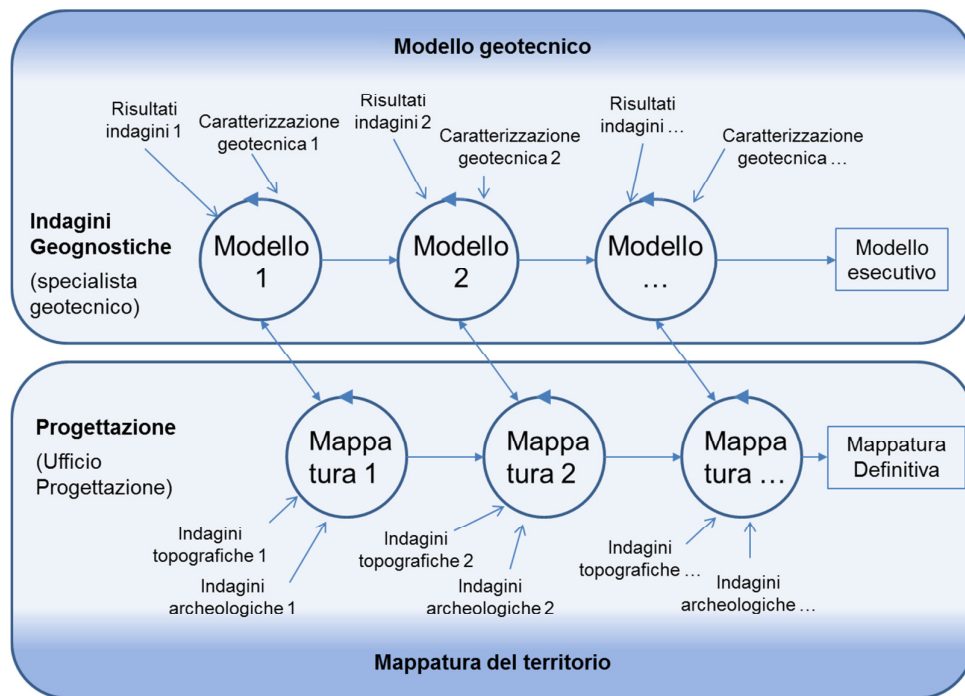 Modello geotecnico
Risultati
indagini 1
Caratterizzazione
geotecnica 1
Risultati
indagini 2
Caratterizzazione
geotecnica 2
Risultati
indagini …
Caratterizzazione
geotecnica …
Indagini
Geognostiche
(specialista
geotecnico)
Modello
1
Modello
2
Modello
…
Modello
esecutivo
Progettazione
(Ufficio
Progettazione)
Mappa
tura 1
Mappa
tura 2
Mappa
tura …
Mappatura
Definitiva
Indagini
topografiche 1
Indagini
archeologiche 1
Indagini
topografiche 2
Indagini
archeologiche 2
Indagini
topografiche …
Indagini
archeologiche …
Mappatura del territorio